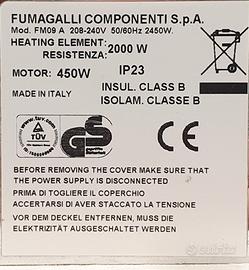 FUMAGALLI COMPONENTI S.p.A.
Mod. FM09 A 208-240V 50/60Hz 2450W.
HEATING ELEMENT: 2000 W
RESISTENZA:
MOTOR: 450W IP23
MADE IN ITALY
INSUL. CLASS B
ISOLAM. CLASSE B
TÜV
GS
CE
BEFORE REMOVING THE COVER MAKE SURE THAT
THE POWER SUPPLY IS DISCONNECTED
PRIMA DI TOGLIERE IL COPERCHIO
ACCERTARSI DI AVER STACCATO LA TENSIONE
VOR DEM DECKEL ENTFERNEN, MUSS DIE
ELEKTRIZITÄT AUSGESCHALTET WERDEN
subito